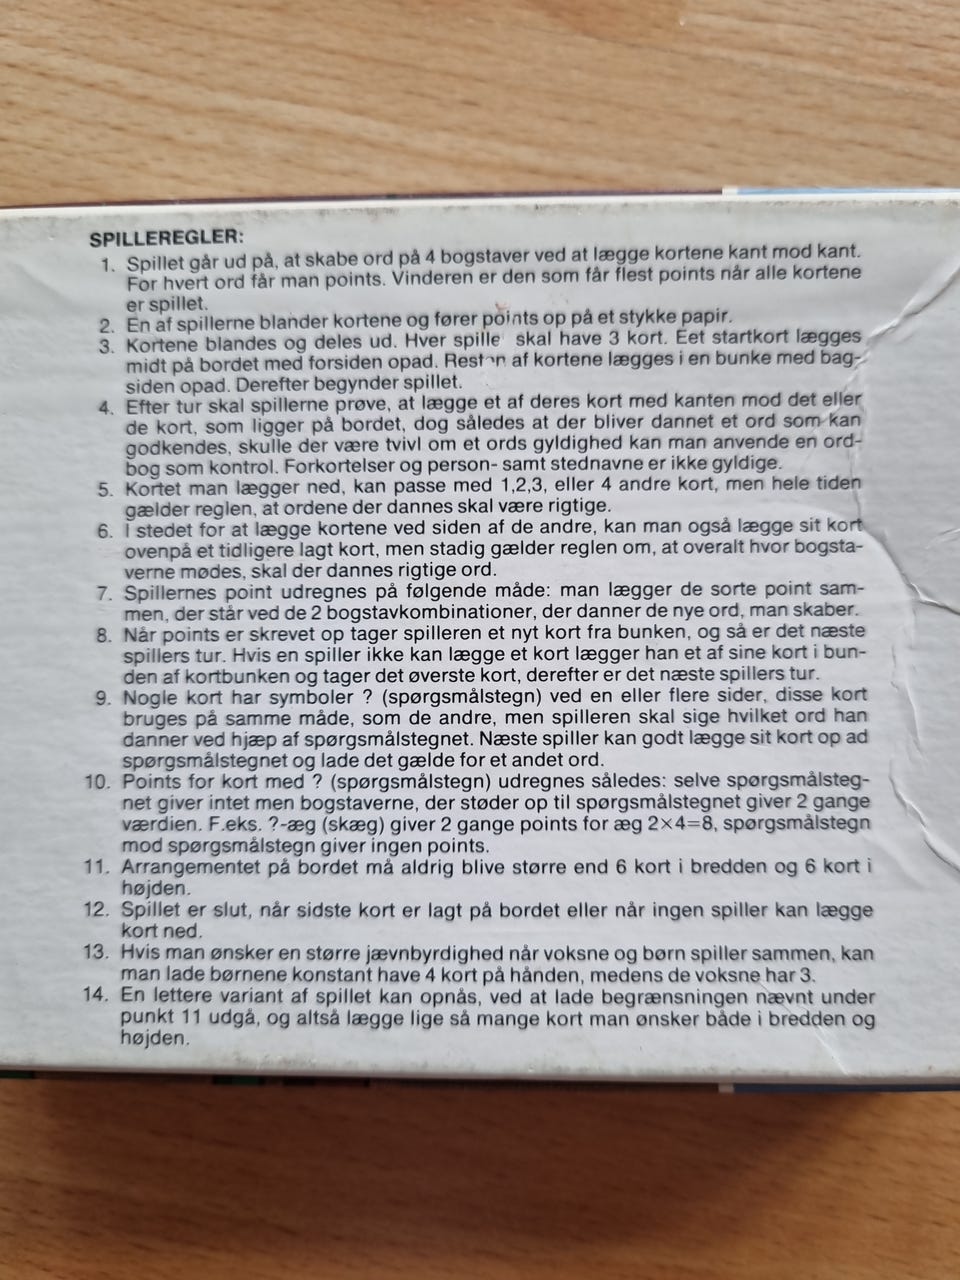 SPILLEREGLER:
1. Spillet går ud på, at skabe ord på 4 bogstaver ved at lægge kortene kant mod kant.
For hvert ord får man points. Vinderen er den som får flest points når alle kortene
er spillet.
2. En af spillerne blander kortene og fører points op på et stykke papir.
3. Kortene blandes og deles ud. Hver spille skal have 3 kort. Eet startkort lægges
midt på bordet med forsiden opad. Resten af kortene lægges i en bunke med bag-
siden opad. Derefter begynder spillet.
4. Efter tur skal spillerne prøve, at lægge et af deres kort med kanten mod det eller
de kort, som ligger på bordet, dog således at der bliver dannet et ord som kan
godkendes, skulle der være tvivl om et ords gyldighed kan man anvende en ord-
bog som kontrol. Forkortelser og person- samt stednavne er ikke gyldige.
5. Kortet man lægger ned, kan passe med 1,2,3, eller 4 andre kort, men hele tiden
gælder reglen, at ordene der dannes skal være rigtige.
6. I stedet for at lægge kortene ved siden af de andre, kan man også lægge sit kort
ovenpå et tidligere lagt kort, men stadig gælder reglen om, at overalt hvor bogsta-
verne mødes, skal der dannes rigtige ord.
7. Spillernes point udregnes på følgende måde: man lægger de sorte point sam-
men, der står ved de 2 bogstavkombinationer, der danner de nye ord, man skaber.
8. Når points er skrevet op tager spilleren et nyt kort fra bunken, og så er det næste
spillers tur. Hvis en spiller ikke kan lægge et kort lægger han et af sine kort i bun-
den af kortbunken og tager det øverste kort, derefter er det næste spillers tur.
9. Nogle kort har symboler ? (spørgsmålstegn) ved en eller flere sider, disse kort
bruges på samme måde, som de andre, men spilleren skal sige hvilket ord han
danner ved hjæp af spørgsmålstegnet. Næste spiller kan godt lægge sit kort op ad
spørgsmålstegnet og lade det gælde for et andet ord.
10. Points for kort med ? (spørgsmålstegn) udregnes således: selve spørgsmålsteg-
net giver intet men bogstaverne, der støder op til spørgsmålstegnet giver 2 gange
værdien. F.eks. ?-æg (skæg) giver 2 gange points for æg 2×4=8, spørgsmålstegn
mod spørgsmålstegn giver ingen points.
11. Arrangementet på bordet må aldrig blive større end 6 kort i bredden og 6 kort i
højden.
12. Spillet er slut, når sidste kort er lagt på bordet eller når ingen spiller kan lægge
kort ned.
13. Hvis man ønsker en større jævnbyrdighed når voksne og børn spiller sammen, kan
man lade børnene konstant have 4 kort på hånden, medens de voksne har 3.
14. En lettere variant af spillet kan opnås, ved at lade begrænsningen nævnt under
punkt 11 udgå, og altså lægge lige så mange kort man ønsker både i bredden og
højden.